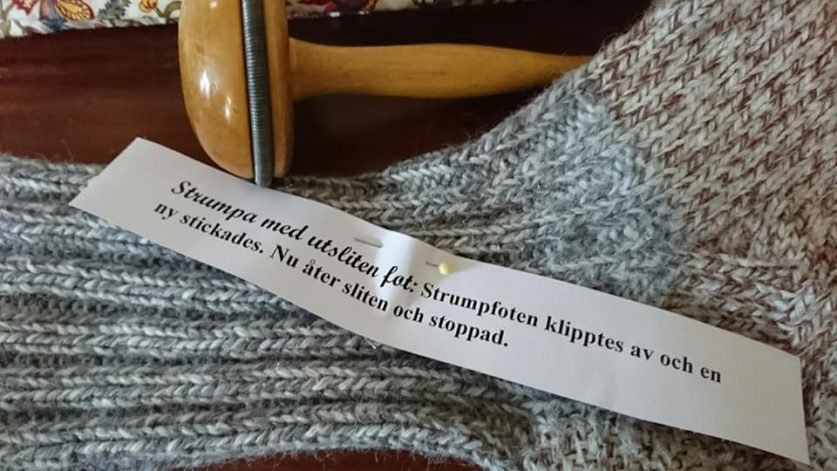 Strumpa med utsliten fot: Strumpfoten klipptes av och en
ny stickades. Nu åter sliten och stoppad.